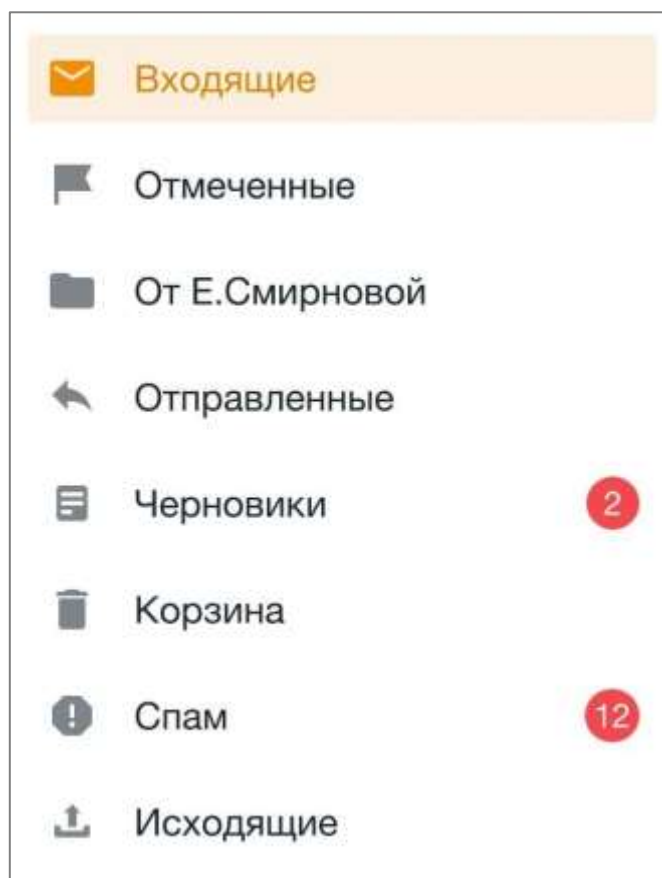 Входящие
Отмеченные
От Е.Смирновой
Отправленные
Черновики 2
Корзина
Спам 12
Исходящие